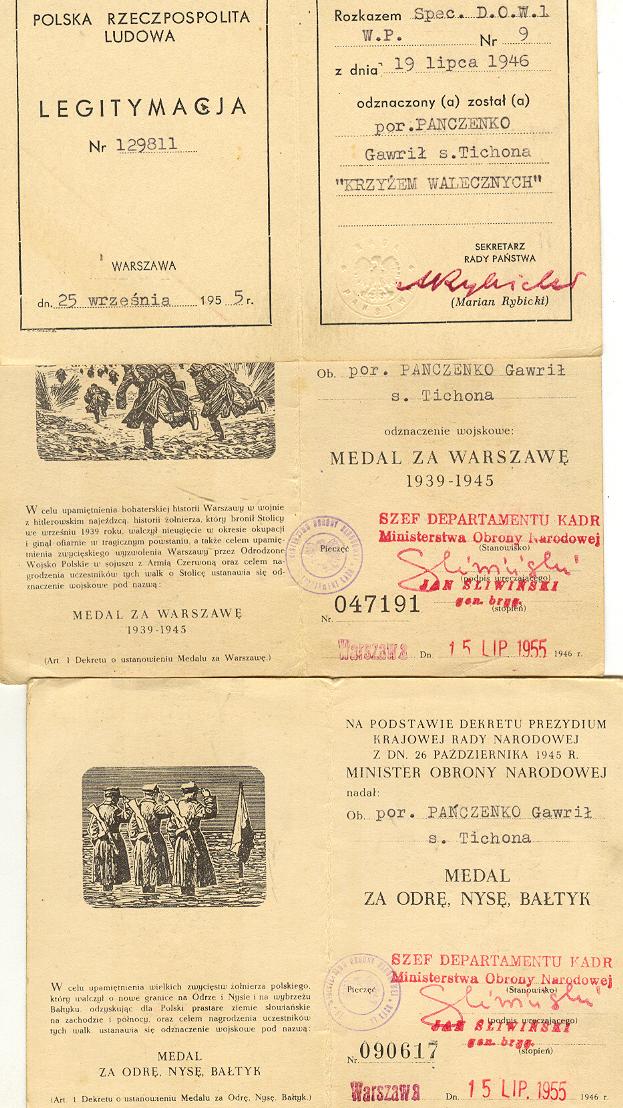 POLSKA RZECZPOSPOLITA
LUDOWA
LEGITYMACJA
Nr 129811
WARSZAWA
dn. 25 września 1955 r.
Rozkazem Spec. D.O.W.1
W.P. Nr 9
z dnia 19 lipca 1946
odznaczony (a) został (a)
por.PANCZENKO
Gawrił s.Tichona
"KRZYŻEM WALECZNYCH"
SEKRETARZ
RADY PAŃSTWA
(Marian Rybicki)
W celu upamiętnienia bohaterskiej historii Warszawy w wojnie
z hitlerowskim najeźdźcą, historii żołnierza, który bronił Stolicy
we wrześniu 1939 roku, walczył nieugięcie w okresie okupacji
i ginął ofiarnie w tragicznym powstaniu, a także celem upamię-
tnienia zwycięskiego wyzwolenia Warszawy przez Odrodzone
Wojsko Polskie w sojuszu z Armią Czerwoną oraz celem na-
grodzenia uczestników tych walk o Stolicę ustanawia się od-
znaczenie wojskowe pod nazwą:
MEDAL ZA WARSZAWĘ
1939-1945
(Art. 1 Dekretu o ustanowieniu Medalu za Warszawę.)
Ob. por. PANCZENKO Gawrił
s. Tichona
odznaczenie wojskowe:
MEDAL ZA WARSZAWĘ
1939-1945
SZEF DEPARTAMENTU KADR
Ministerstwa Obrony Narodowej
Pieczęć (Stanowisko)
(podpis wręczającego)
JAN ŚLIWIŃSKI
gen. bryg.
(stopień)
Nr. 047191
Warszawa Dn. 15 LIP. 1955 1946 r.
W celu upamiętnienia wielkich zwycięstw żołnierza polskiego,
który walczył o nowe granice na Odrze i Nysie i na wybrzeżu
Bałtyku, odzyskując dla Polski prastare ziemie słowiańskie
na zachodzie i północy, oraz celem nagrodzenia uczestników
tych walk ustanawia się odznaczenie wojskowe pod nazwą:
MEDAL
ZA ODRĘ, NYSĘ, BAŁTYK
(Art. 1 Dekretu o ustanowieniu Medalu za Odrę, Nysę, Bałtyk.)
NA PODSTAWIE DEKRETU PREZYDIUM
KRAJOWEJ RADY NARODOWEJ
Z DN. 26 PAŹDZIERNIKA 1945 R.
MINISTER OBRONY NARODOWEJ
nadał:
Ob. por. PAŃCZENKO Gawrił
s. Tichona
MEDAL
ZA ODRĘ, NYSĘ, BAŁTYK
SZEF DEPARTAMENTU KADR
Ministerstwa Obrony Narodowej
Pieczęć (Stanowisko)
(podpis wręczającego)
JAN ŚLIWIŃSKI
gen. bryg.
(stopień)
Nr. 090617
Warszawa Dn. 15 LIP. 1955 1946 r.